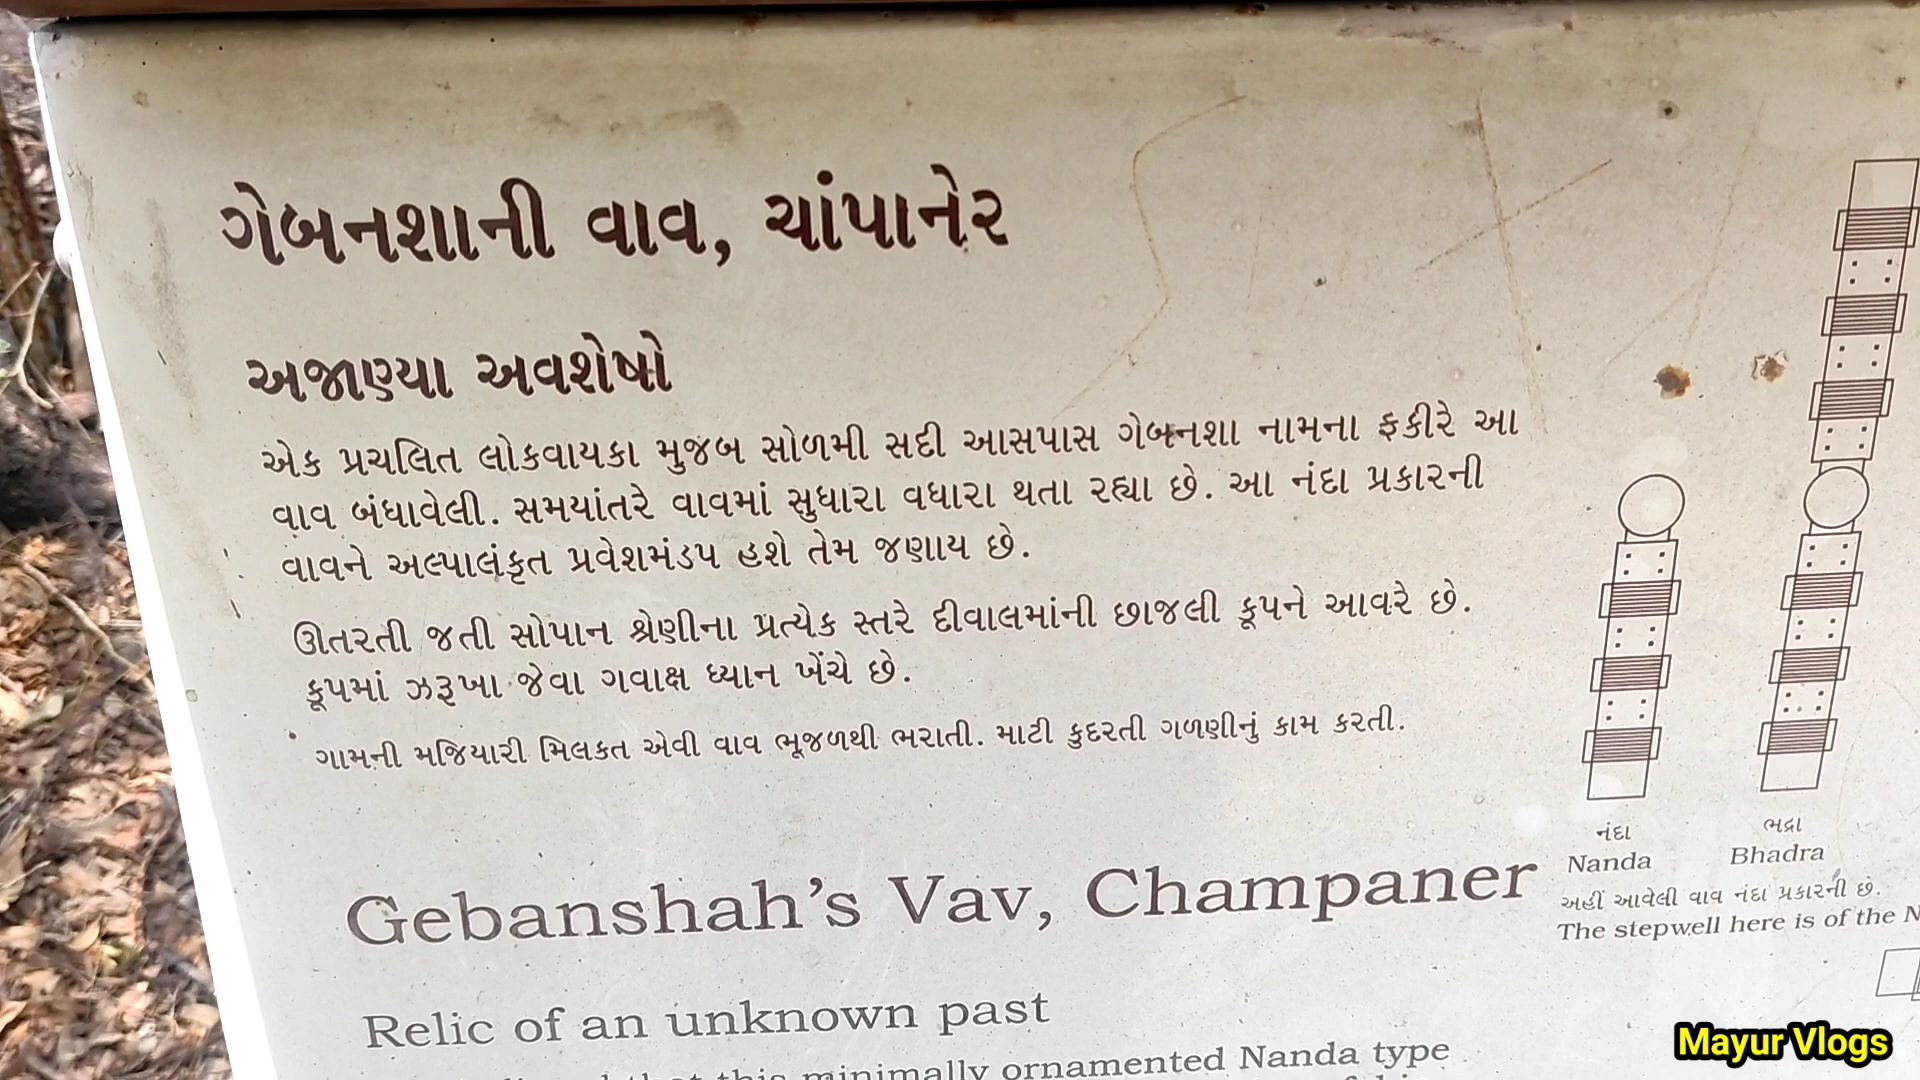 ગેબનશાની વાવ, ચાંપાનેર
અજાણ્યા અવશેષો
એક પ્રચલિત લોકવાયકા મુજબ સોળમી સદી આસપાસ ગેબનશા નામના ફકીરે આ
વાવ બંધાવેલી. સમયાંતરે વાવમાં સુધારા વધારા થતા રહ્યા છે. આ નંદા પ્રકારની
વાવને અલ્પાલંકૃત પ્રવેશમંડપ હશે તેમ જણાય છે.
ઊતરતી જતી સોપાન શ્રેણીના પ્રત્યેક સ્તરે દીવાલમાંની છાજલી કૂપને આવરે છે.
કૂપમાં ઝરૂખા જેવા ગવાક્ષ ધ્યાન ખેંચે છે.
ગામની મજિયારી મિલકત એવી વાવ ભૂજળથી ભરાતી. માટી કુદરતી ગળણીનું કામ કરતી.
નંદા
Nanda
ભદ્રા
Bhadra
અહીં આવેલી વાવ નંદા પ્રકારની છે.
The stepwell here is of the
Gebanshah's Vav, Champaner
Relic of an unknown past
that this minimally ornamented Nanda type
Mayur Vlogs